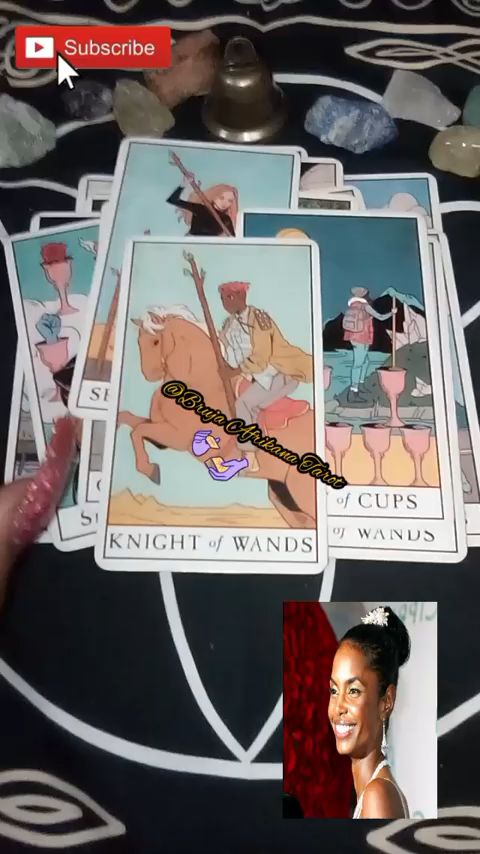 Subscribe
SE
@Bruja Afrikana Tarot
of CUPS
of WANDS
KNIGHT of WANDS